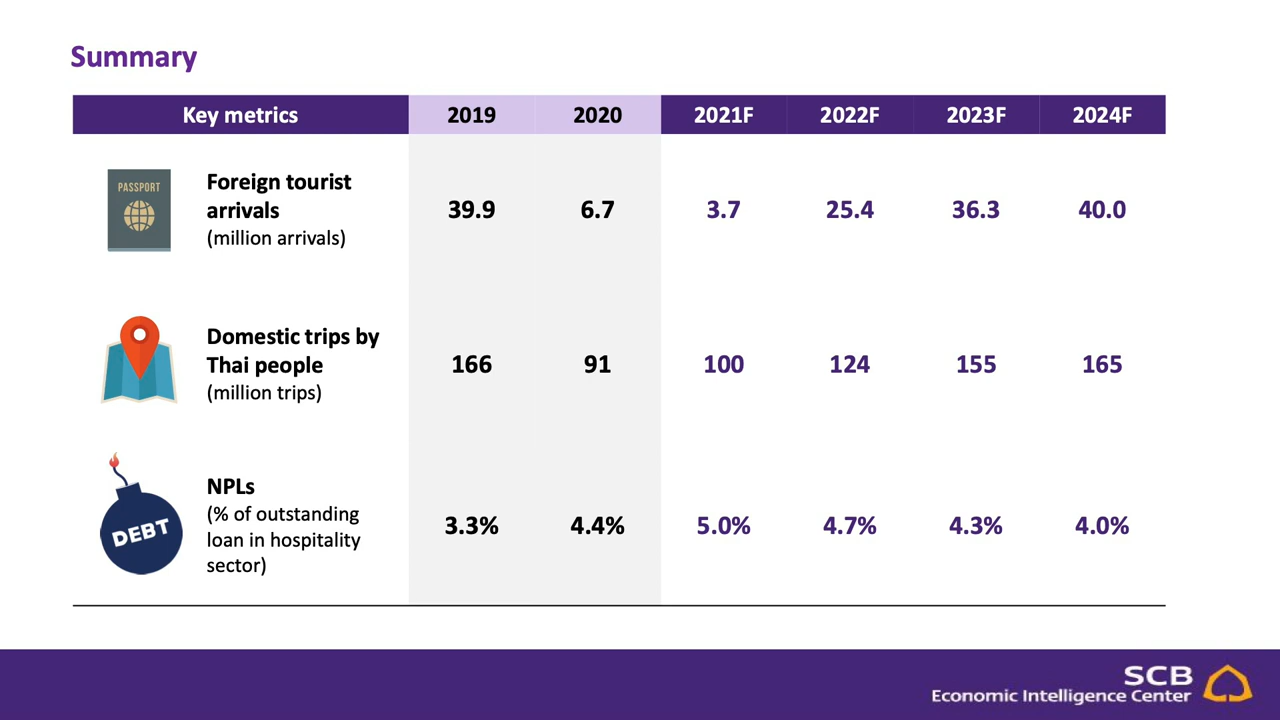 Summary
Key metrics 2019 2020 2021F 2022F 2023F 2024F
PASSPORT
Foreign tourist
arrivals
(million arrivals)
39.9 6.7 3.7 25.4 36.3 40.0
Domestic trips by
Thai people
(million trips)
166 91 100 124 155 165
DEBT
NPLs
(% of outstanding
loan in hospitality
sector)
3.3% 4.4% 5.0% 4.7% 4.3% 4.0%
SCB
Economic Intelligence Center